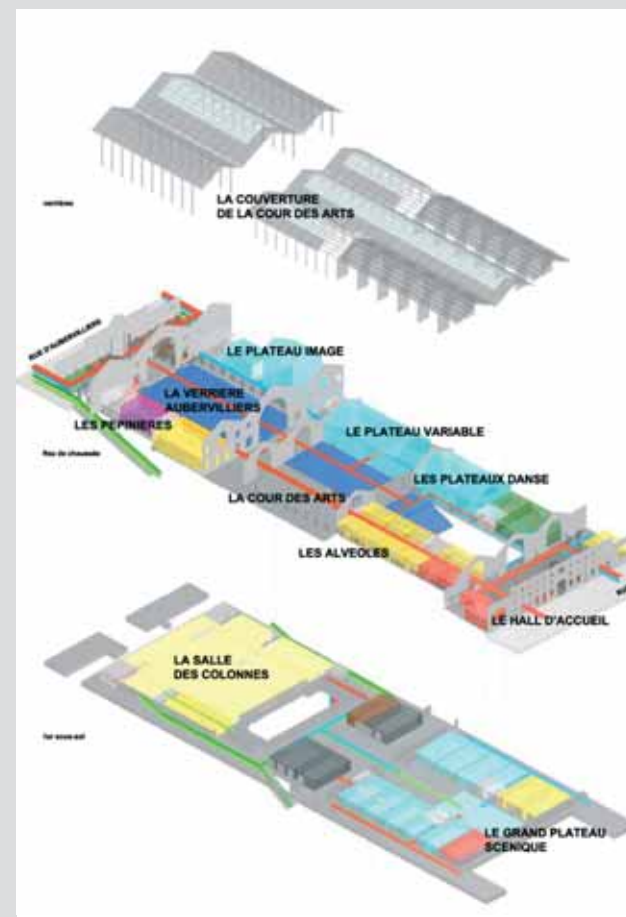 LA COUVERTURE
DE LA COUR DES ARTS
verrières
RUE D'AUBERVILLIERS
LE PLATEAU IMAGE
LA VERRIERE
AUBERVILLIERS
LES PEPINIERES
LE PLATEAU VARIABLE
Rez de chaussée
LES PLATEAUX DANSE
LA COUR DES ARTS
LES ALVEOLES
LE HALL D'ACCUEIL
LA SALLE
DES COLONNES
1er sous-sol
LE GRAND PLATEAU
SCENIQUE